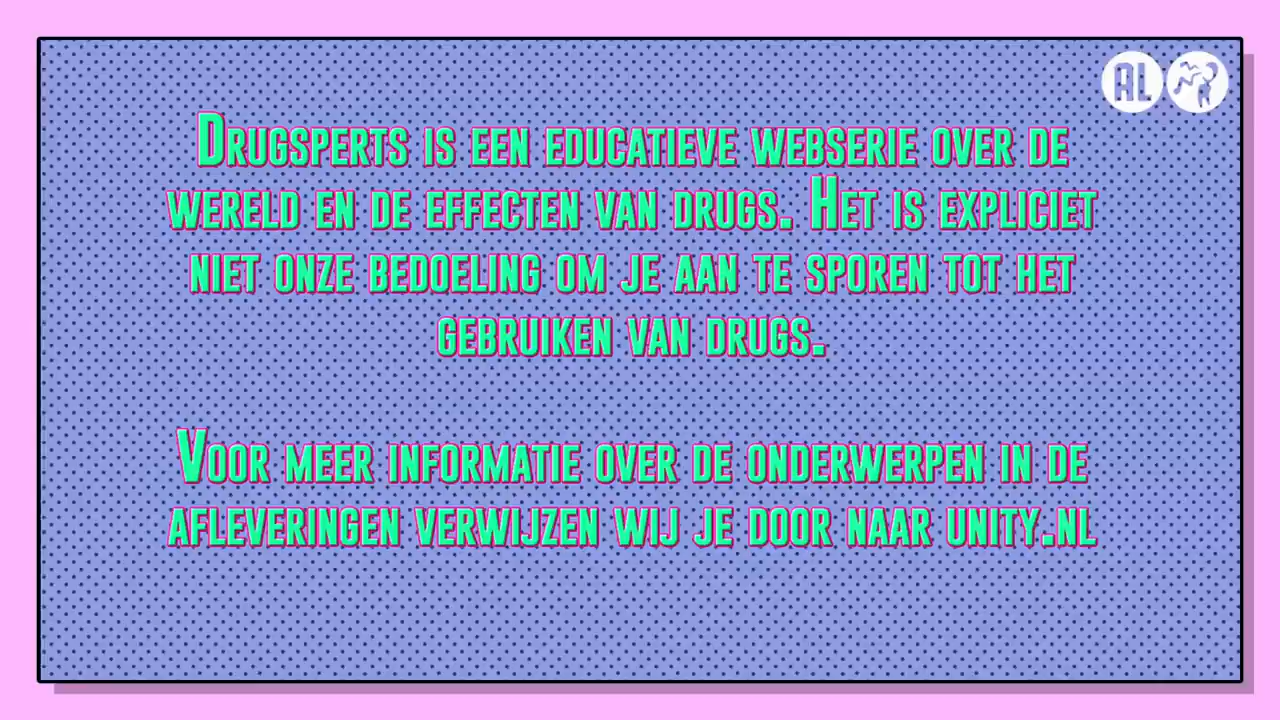 AL
Drugsperts is een educatieve webserie over de
wereld en de effecten van drugs. Het is expliciet
niet onze bedoeling om je aan te sporen tot het
gebruiken van drugs.
Voor meer informatie over de onderwerpen in de
afleveringen verwijzen wij je door naar unity.nl